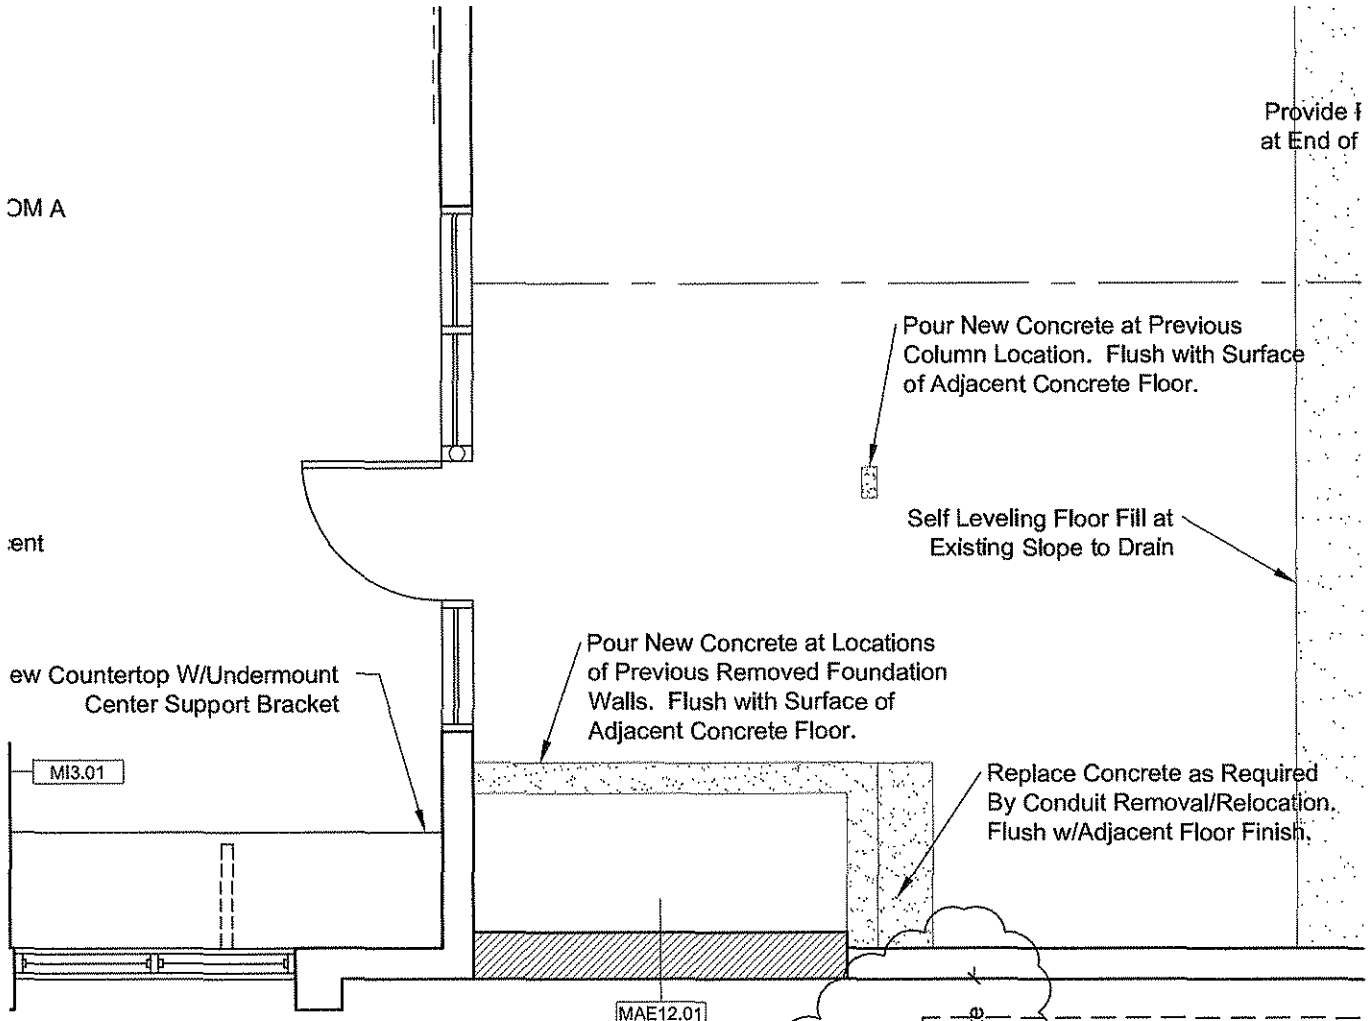 Provide
at End of
OM A
Pour New Concrete at Previous
Column Location. Flush with Surface
of Adjacent Concrete Floor.
Self Leveling Floor Fill at
Existing Slope to Drain
ent
Pour New Concrete at Locations
of Previous Removed Foundation
Walls. Flush with Surface of
Adjacent Concrete Floor.
ew Countertop W/Undermount
Center Support Bracket
MI3.01
Replace Concrete as Required
By Conduit Removal/Relocation.
Flush w/Adjacent Floor Finish.
MAE12.01